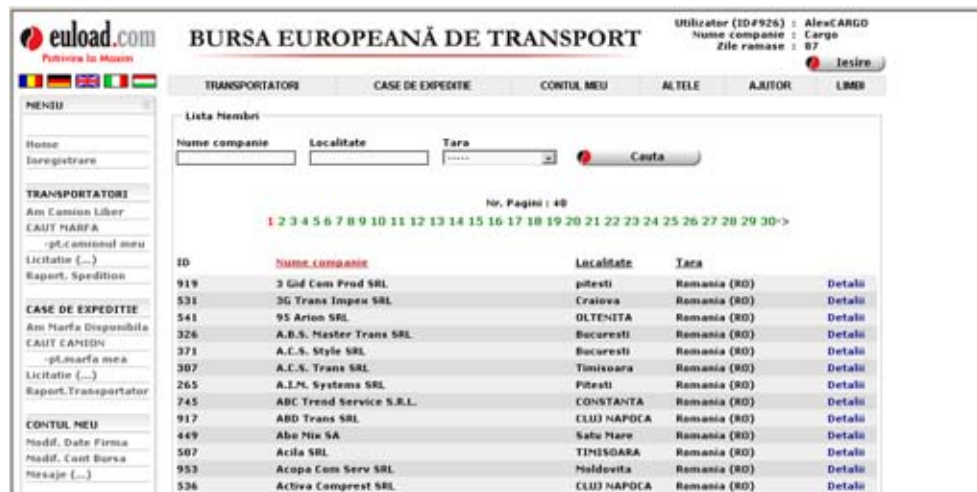 euload.com
Potrivire la Maxim
BURSA EUROPEANĂ DE TRANSPORT
Utilizator (ID#926) : AlexCARGO
Nume companie : Cargo
Zile ramase : 87
Iesire
TRANSPORTATORI CASE DE EXPEDITIE CONTUL MEU ALTELE AJUTOR LIMBI
MENIU
Home
Inregistrare
TRANSPORTATORI
Am Camion Liber
CAUT MARFA
-pt.camionul meu
Licitatie (...)
Raport. Spedition
CASE DE EXPEDITIE
Am Marfa Disponibila
CAUT CAMION
-pt.marfa mea
Licitatie (...)
Raport.Transportator
CONTUL MEU
Modif. Date Firma
Modif. Cont Bursa
Mesaje (...)
Lista Membri
Nume companie Localitate Tara
----- Cauta
Nr. Pagini : 40
1 2 3 4 5 6 7 8 9 10 11 12 13 14 15 16 17 18 19 20 21 22 23 24 25 26 27 28 29 30->
ID Nume companie Localitate Tara
919 3 Gid Com Prod SRL pitesti Romania (RO) Detalii
531 3G Trans Impex SRL Craiova Romania (RO) Detalii
541 95 Arion SRL OLTENITA Romania (RO) Detalii
326 A.B.S. Master Trans SRL Bucuresti Romania (RO) Detalii
371 A.C.S. Style SRL Bucuresti Romania (RO) Detalii
307 A.C.S. Trans SRL Timisoara Romania (RO) Detalii
265 A.I.M. Systems SRL Pitesti Romania (RO) Detalii
745 ABC Trend Service S.R.L. CONSTANTA Romania (RO) Detalii
917 ABD Trans SRL CLUJ NAPOCA Romania (RO) Detalii
449 Abo Mix SA Satu Mare Romania (RO) Detalii
507 Acila SRL TIMISOARA Romania (RO) Detalii
953 Acopa Com Serv SRL Moldovita Romania (RO) Detalii
536 Activa Comprest SRL CLUJ NAPOCA Romania (RO) Detalii